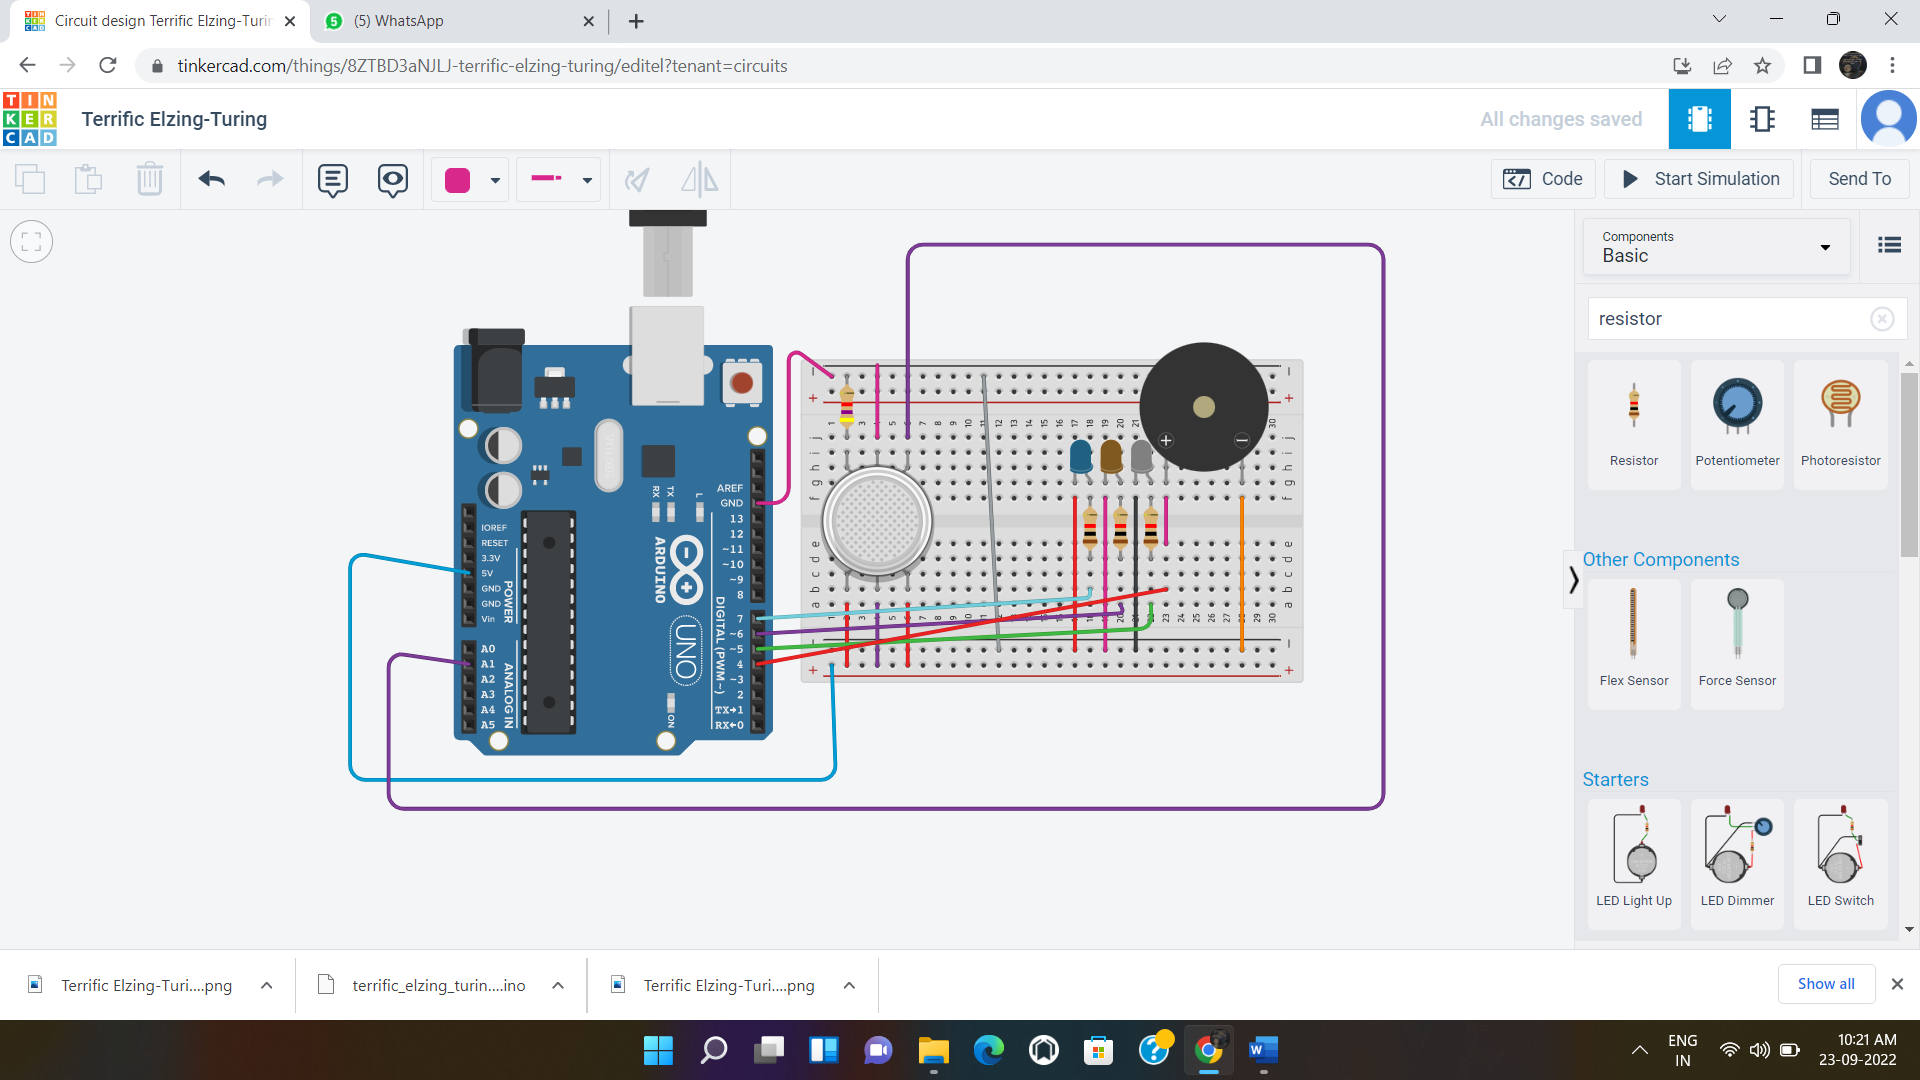 Circuit design Terrific Elzing-Turin
(5) WhatsApp
tinkercad.com/things/8ZTBD3aNJLJ-terrific-elzing-turing/editel?tenant=circuits
TIN
KER
CAD
Terrific Elzing-Turing
All changes saved
Code
Start Simulation
Send To
Components
Basic
resistor
Resistor
Potentiometer
Photoresistor
Other Components
Flex Sensor
Force Sensor
Starters
LED Light Up
LED Dimmer
LED Switch
AREF
GND
13
12
~11
~10
~9
8
7
~6
~5
4
~3
2
TX→1
RX←0
IOREF
RESET
3.3V
5V
GND
GND
Vin
A0
A1
A2
A3
A4
A5
POWER
ANALOG IN
DIGITAL (PWM~)
ARDUINO
UNO
RX
TX
L
ON
Terrific Elzing-Turi....png
terrific_elzing_turin....ino
Terrific Elzing-Turi....png
Show all
ENG
IN
10:21 AM
23-09-2022